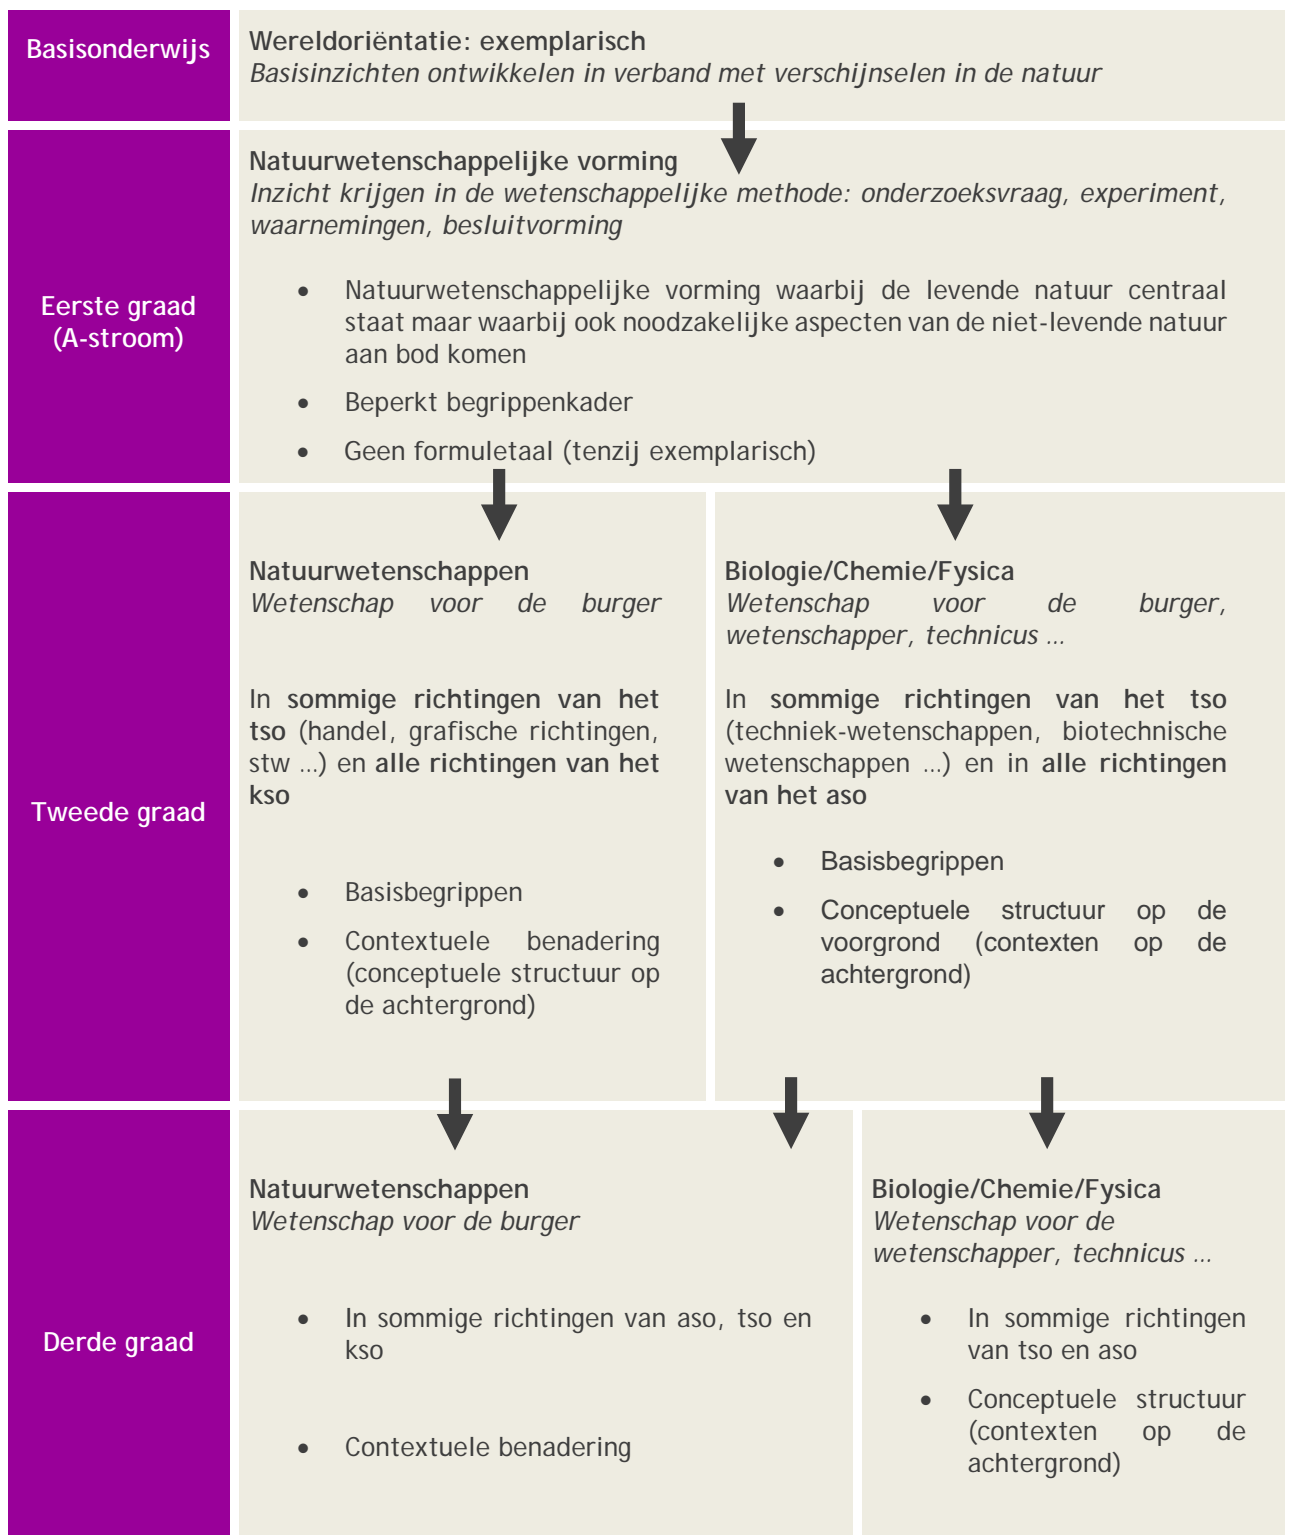 Basisonderwijs
Wereldoriëntatie: exemplarisch
Basisinzichten ontwikkelen in verband met verschijnselen in de natuur
Eerste graad
(A-stroom)
Natuurwetenschappelijke vorming
Inzicht krijgen in de wetenschappelijke methode: onderzoeksvraag, experiment,
waarnemingen, besluitvorming
• Natuurwetenschappelijke vorming waarbij de levende natuur centraal
staat maar waarbij ook noodzakelijke aspecten van de niet-levende natuur
aan bod komen
• Beperkt begrippenkader
• Geen formuletaal (tenzij exemplarisch)
Tweede graad
Natuurwetenschappen
Wetenschap voor de burger
In sommige richtingen van het
tso (handel, grafische richtingen,
stw …) en alle richtingen van het
kso
• Basisbegrippen
• Contextuele benadering
(conceptuele structuur op
de achtergrond)
Biologie/Chemie/Fysica
Wetenschap voor de burger,
wetenschapper, technicus …
In sommige richtingen van het tso
(techniek-wetenschappen, biotechnische
wetenschappen …) en in alle richtingen
van het aso
• Basisbegrippen
• Conceptuele structuur op de
voorgrond (contexten op de
achtergrond)
Derde graad
Natuurwetenschappen
Wetenschap voor de burger
• In sommige richtingen van aso, tso en
kso
• Contextuele benadering
Biologie/Chemie/Fysica
Wetenschap voor de
wetenschapper, technicus …
• In sommige richtingen
van tso en aso
• Conceptuele structuur
(contexten op de
achtergrond)